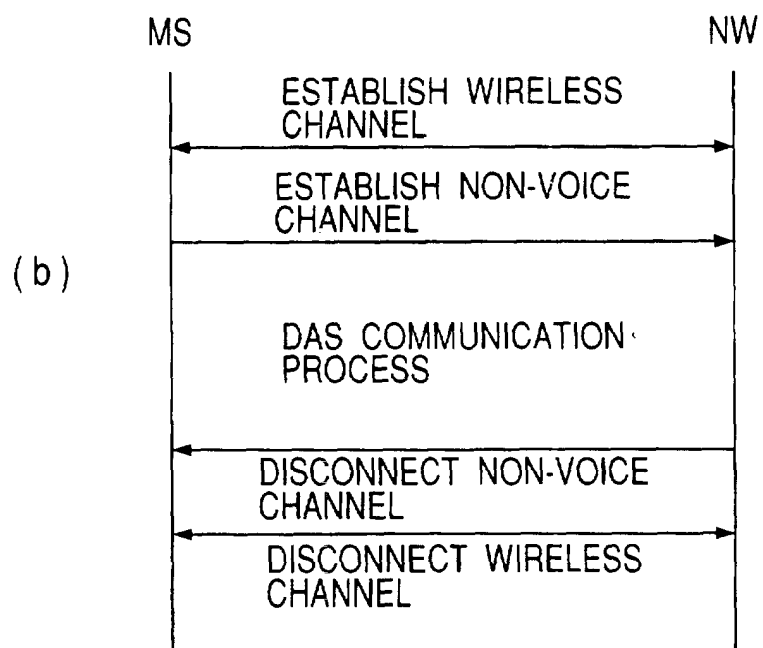 MS
NW
ESTABLISH WIRELESS
CHANNEL
ESTABLISH NON-VOICE
CHANNEL
(b)
DAS COMMUNICATION
PROCESS
DISCONNECT NON-VOICE
CHANNEL
DISCONNECT WIRELESS
CHANNEL